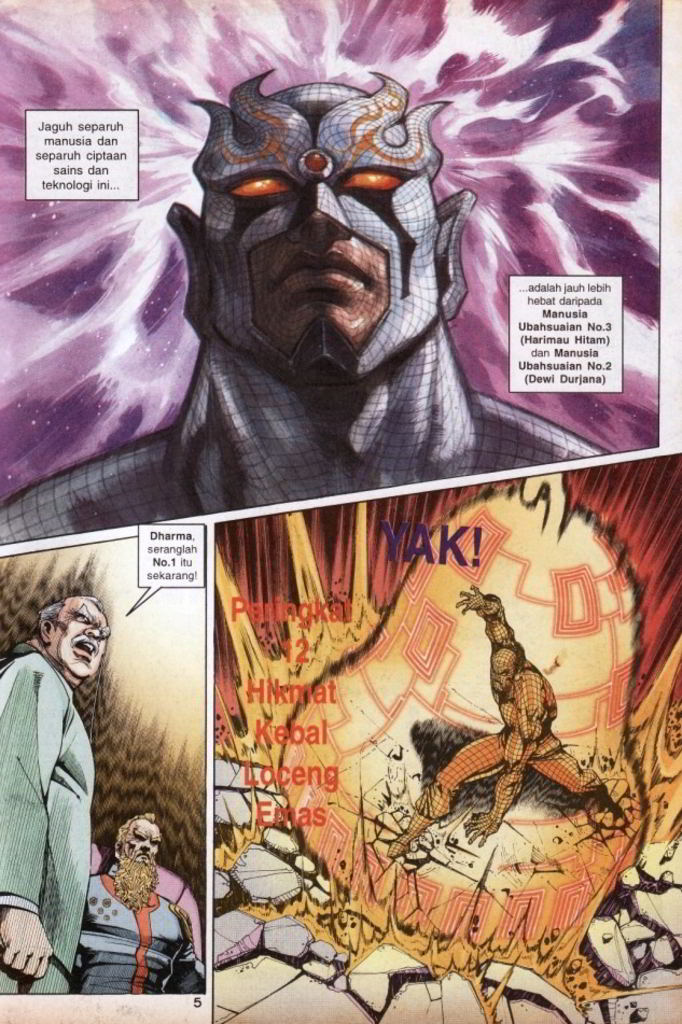 Jaguh separuh
manusia dan
separuh ciptaan
sains dan
teknologi ini...
...adalah jauh lebih
hebat daripada
Manusia
Ubahsuaian No.3
(Harimau Hitam)
dan Manusia
Ubahsuaian No.2
(Dewi Durjana)
Dharma,
seranglah
No.1 itu
sekarang!
YAK!
Peringkat
12
Hikmat
Kebal
Loceng
Emas
5